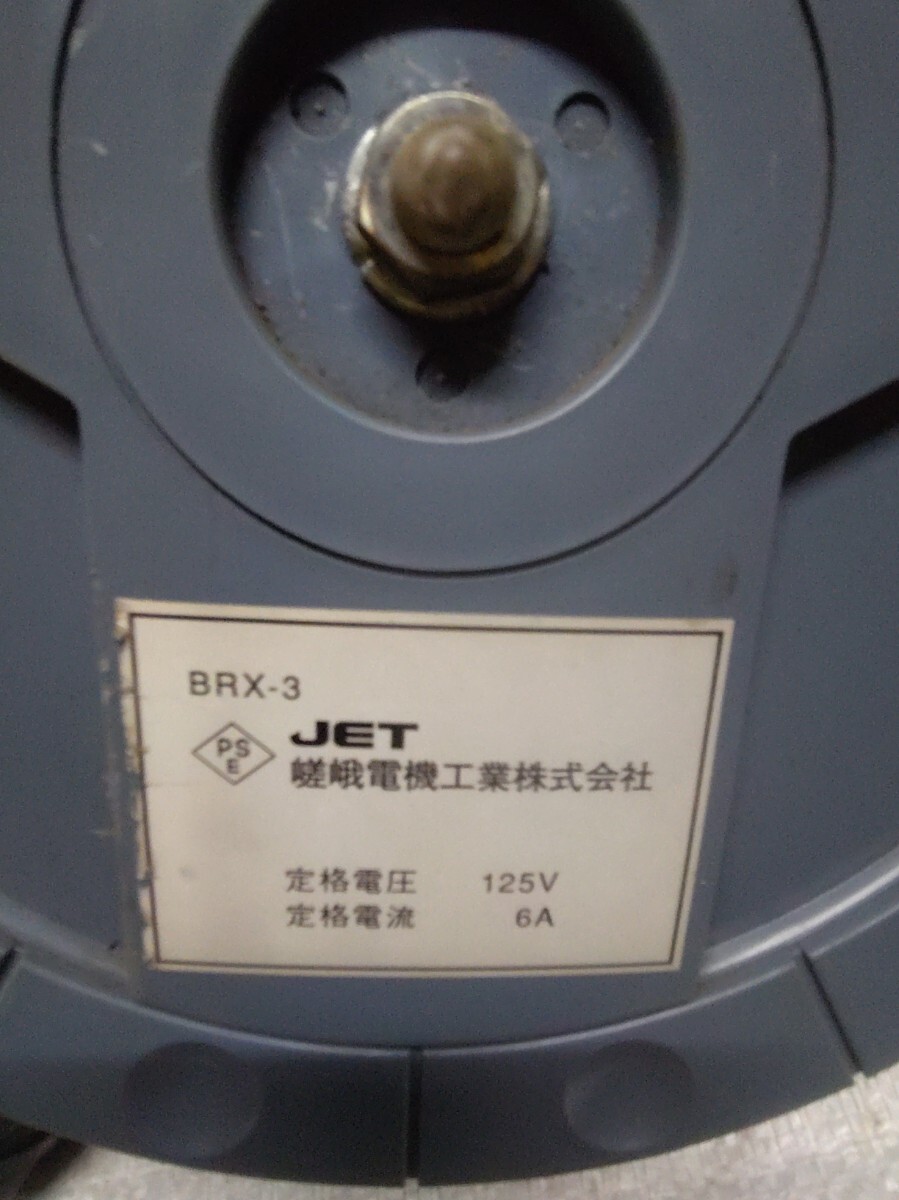 BRX-3
PS
E
JET
嵯峨電機工業株式会社
定格電圧 125V
定格電流 6A